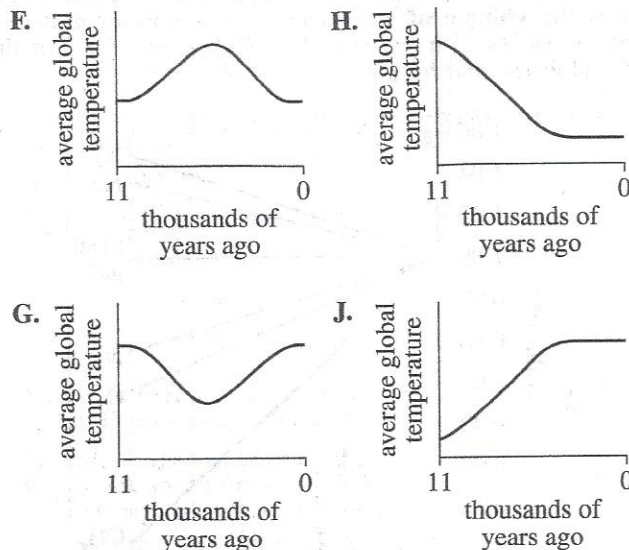 F.
average global
temperature
11 0
thousands of
years ago
H.
average global
temperature
11 0
thousands of
years ago
G.
average global
temperature
11 0
thousands of
years ago
J.
average global
temperature
11 0
thousands of
years ago